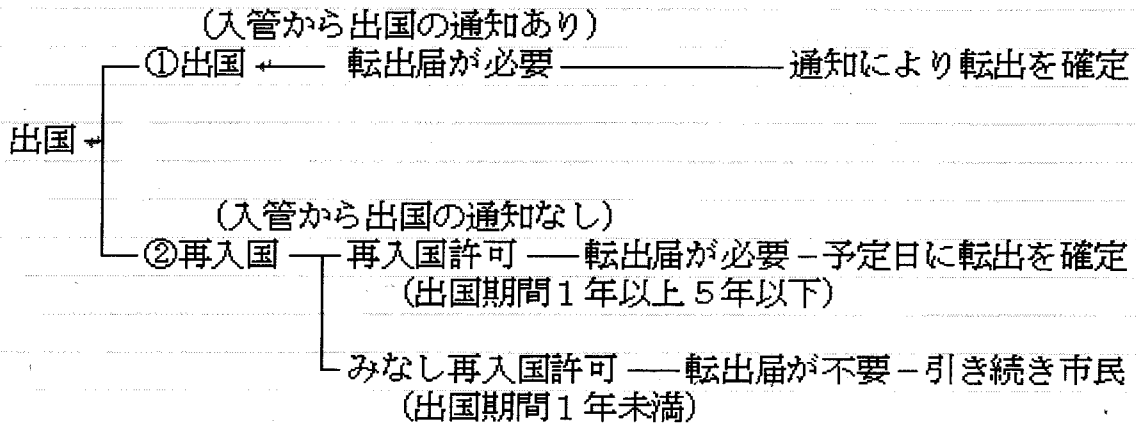 (入管から出国の通知あり)
①出国 ← 転出届が必要 ― 通知により転出を確定
出国
(入管から出国の通知なし)
②再入国 ― 再入国許可 ― 転出届が必要－予定日に転出を確定
(出国期間１年以上５年以下)
みなし再入国許可 ― 転出届が不要－引き続き市民
(出国期間１年未満)